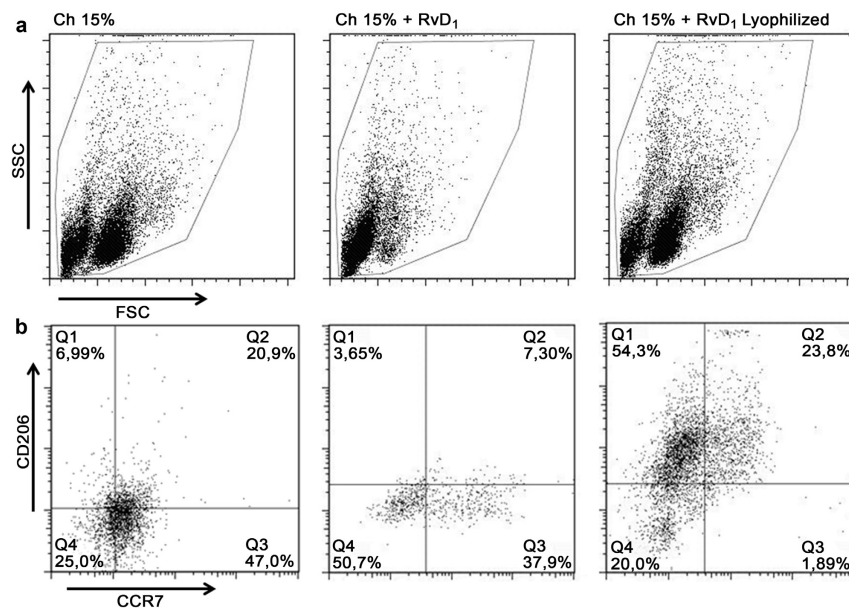 Ch 15%
Ch 15% + RvD₁
Ch 15% + RvD₁ Lyophilized
a
SSC
FSC
b
Q1
6,99%
Q2
20,9%
Q4
25,0%
Q3
47,0%
Q1
3,65%
Q2
7,30%
Q4
50,7%
Q3
37,9%
Q1
54,3%
Q2
23,8%
Q4
20,0%
Q3
1,89%
CD206
CCR7